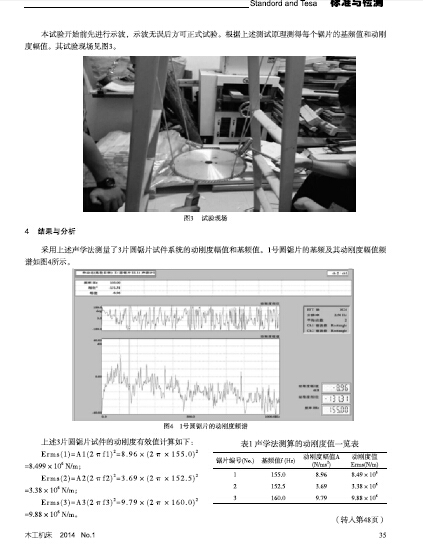 Standord and Tesa 标准与检测
本试验开始前先进行示波，示波无误后方可正式试验。根据上述测试原理测得每个锯片的基频值和动刚
度幅值。其试验现场见图3。
图3 试验现场
4 结果与分析
采用上述声学法测量了3片圆锯片试件系统的动刚度幅值和基频值。1号圆锯片的基频及其动刚度幅值频
谱如图4所示。
-0.96
-131.31
155.00
图4 1号圆锯片的动刚度频谱
上述3片圆锯片试件的动刚度有效值计算如下：
Erms(1)=A1(2πf1)²=8.96×(2π×155.0)²
=8.499×10⁶ N/m；
Erms(2)=A2(2πf2)²=3.69×(2π×152.5)²
=3.38×10⁶ N/m；
Erms(3)=A3(2πf3)²=9.79×(2π×160.0)²
=9.88×10⁶ N/m。
表1 声学法测算的动刚度值一览表
锯片编号(No.) 基频值f (Hz) 动刚度幅值A (N/ms²) 动刚度值 Erms(N/m)
1 155.0 8.96 8.49×10⁶
2 152.5 3.69 3.38×10⁶
3 160.0 9.79 9.88×10⁶
（转入第48页）
木工机床 2014 No.1
35